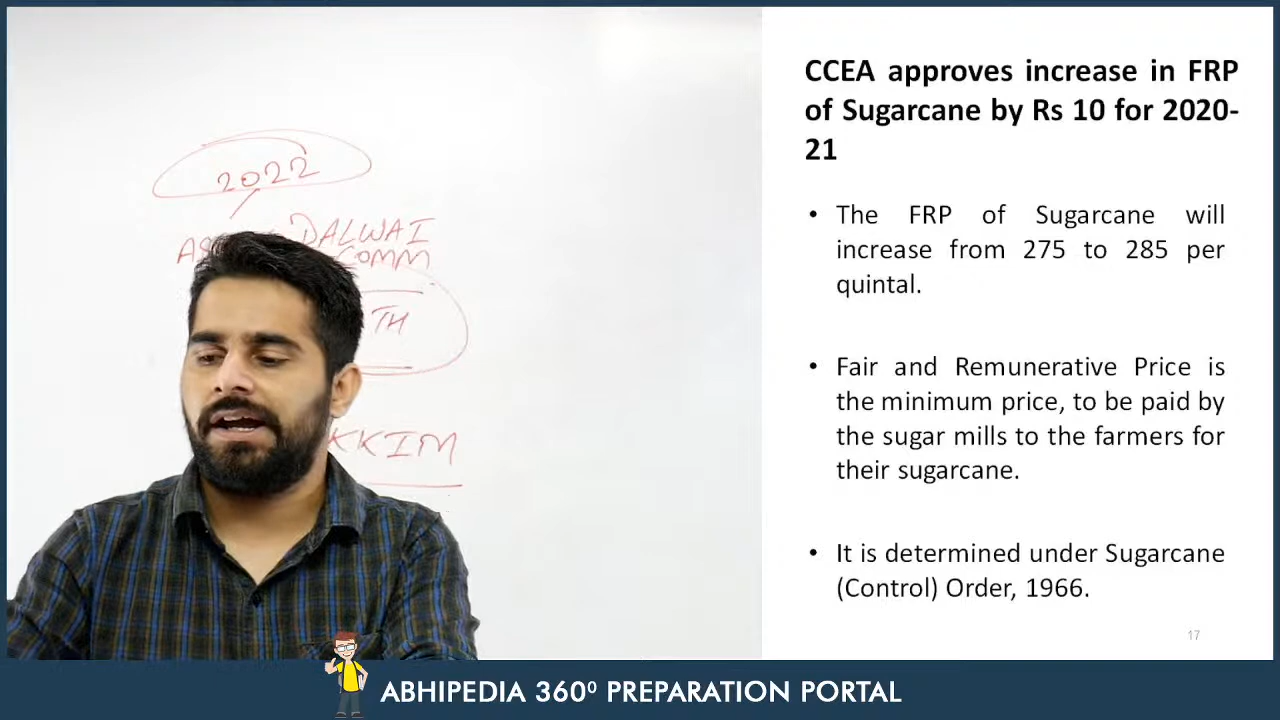 2022
DALWAI
COMM
TH
KKIM
CCEA approves increase in FRP
of Sugarcane by Rs 10 for 2020-
21
• The FRP of Sugarcane will
increase from 275 to 285 per
quintal.
• Fair and Remunerative Price is
the minimum price, to be paid by
the sugar mills to the farmers for
their sugarcane.
• It is determined under Sugarcane
(Control) Order, 1966.
17
ABHIPEDIA 360⁰ PREPARATION PORTAL